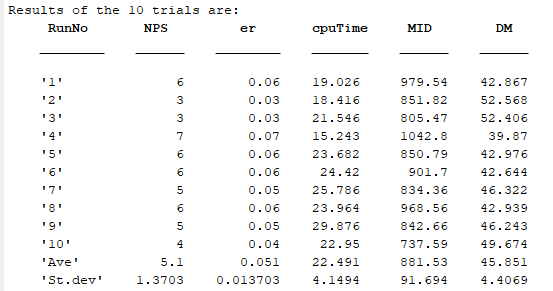 Results of the 10 trials are:
RunNo NPS er cpuTime MID DM
'1' 6 0.06 19.026 979.54 42.867
'2' 3 0.03 18.416 851.82 52.568
'3' 3 0.03 21.546 805.47 52.406
'4' 7 0.07 15.243 1042.8 39.87
'5' 6 0.06 23.682 850.79 42.976
'6' 6 0.06 24.42 901.7 42.644
'7' 5 0.05 25.786 834.36 46.322
'8' 6 0.06 23.964 968.56 42.939
'9' 5 0.05 29.876 842.66 46.243
'10' 4 0.04 22.95 737.59 49.674
'Ave' 5.1 0.051 22.491 881.53 45.851
'St.dev' 1.3703 0.013703 4.1494 91.694 4.4069